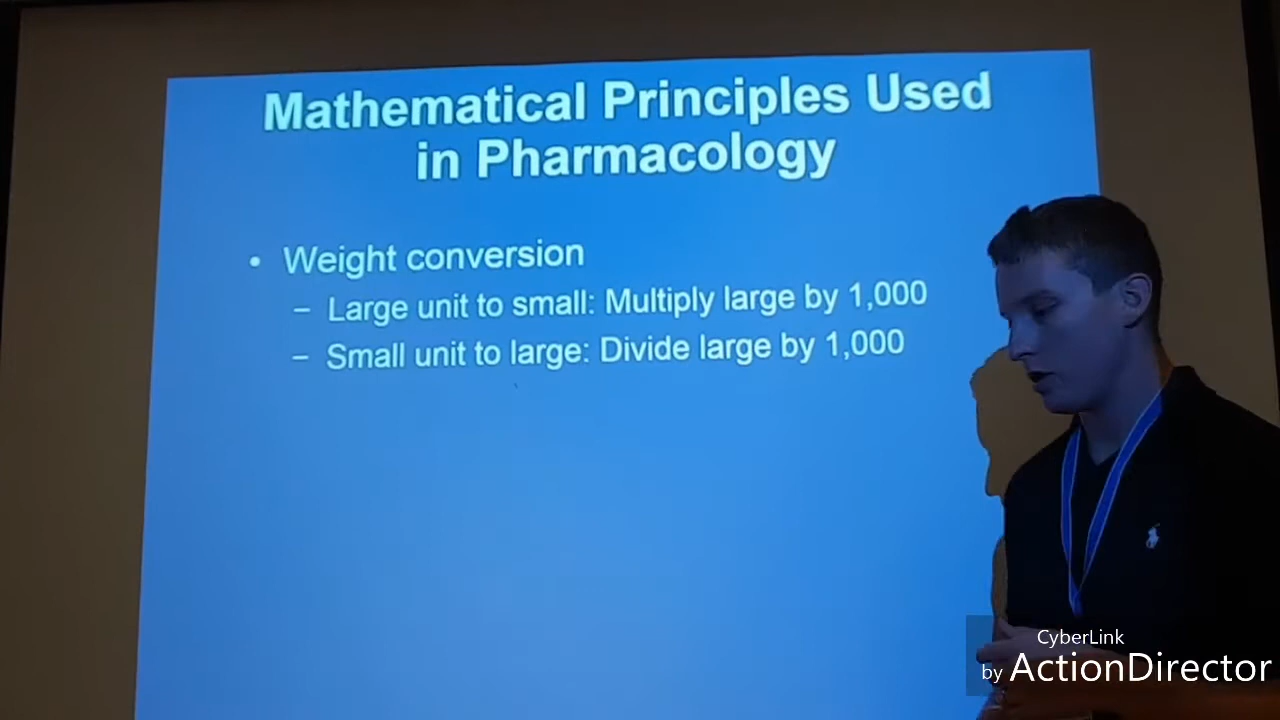 Mathematical Principles Used
in Pharmacology
• Weight conversion
– Large unit to small: Multiply large by 1,000
– Small unit to large: Divide large by 1,000
CyberLink
by ActionDirector